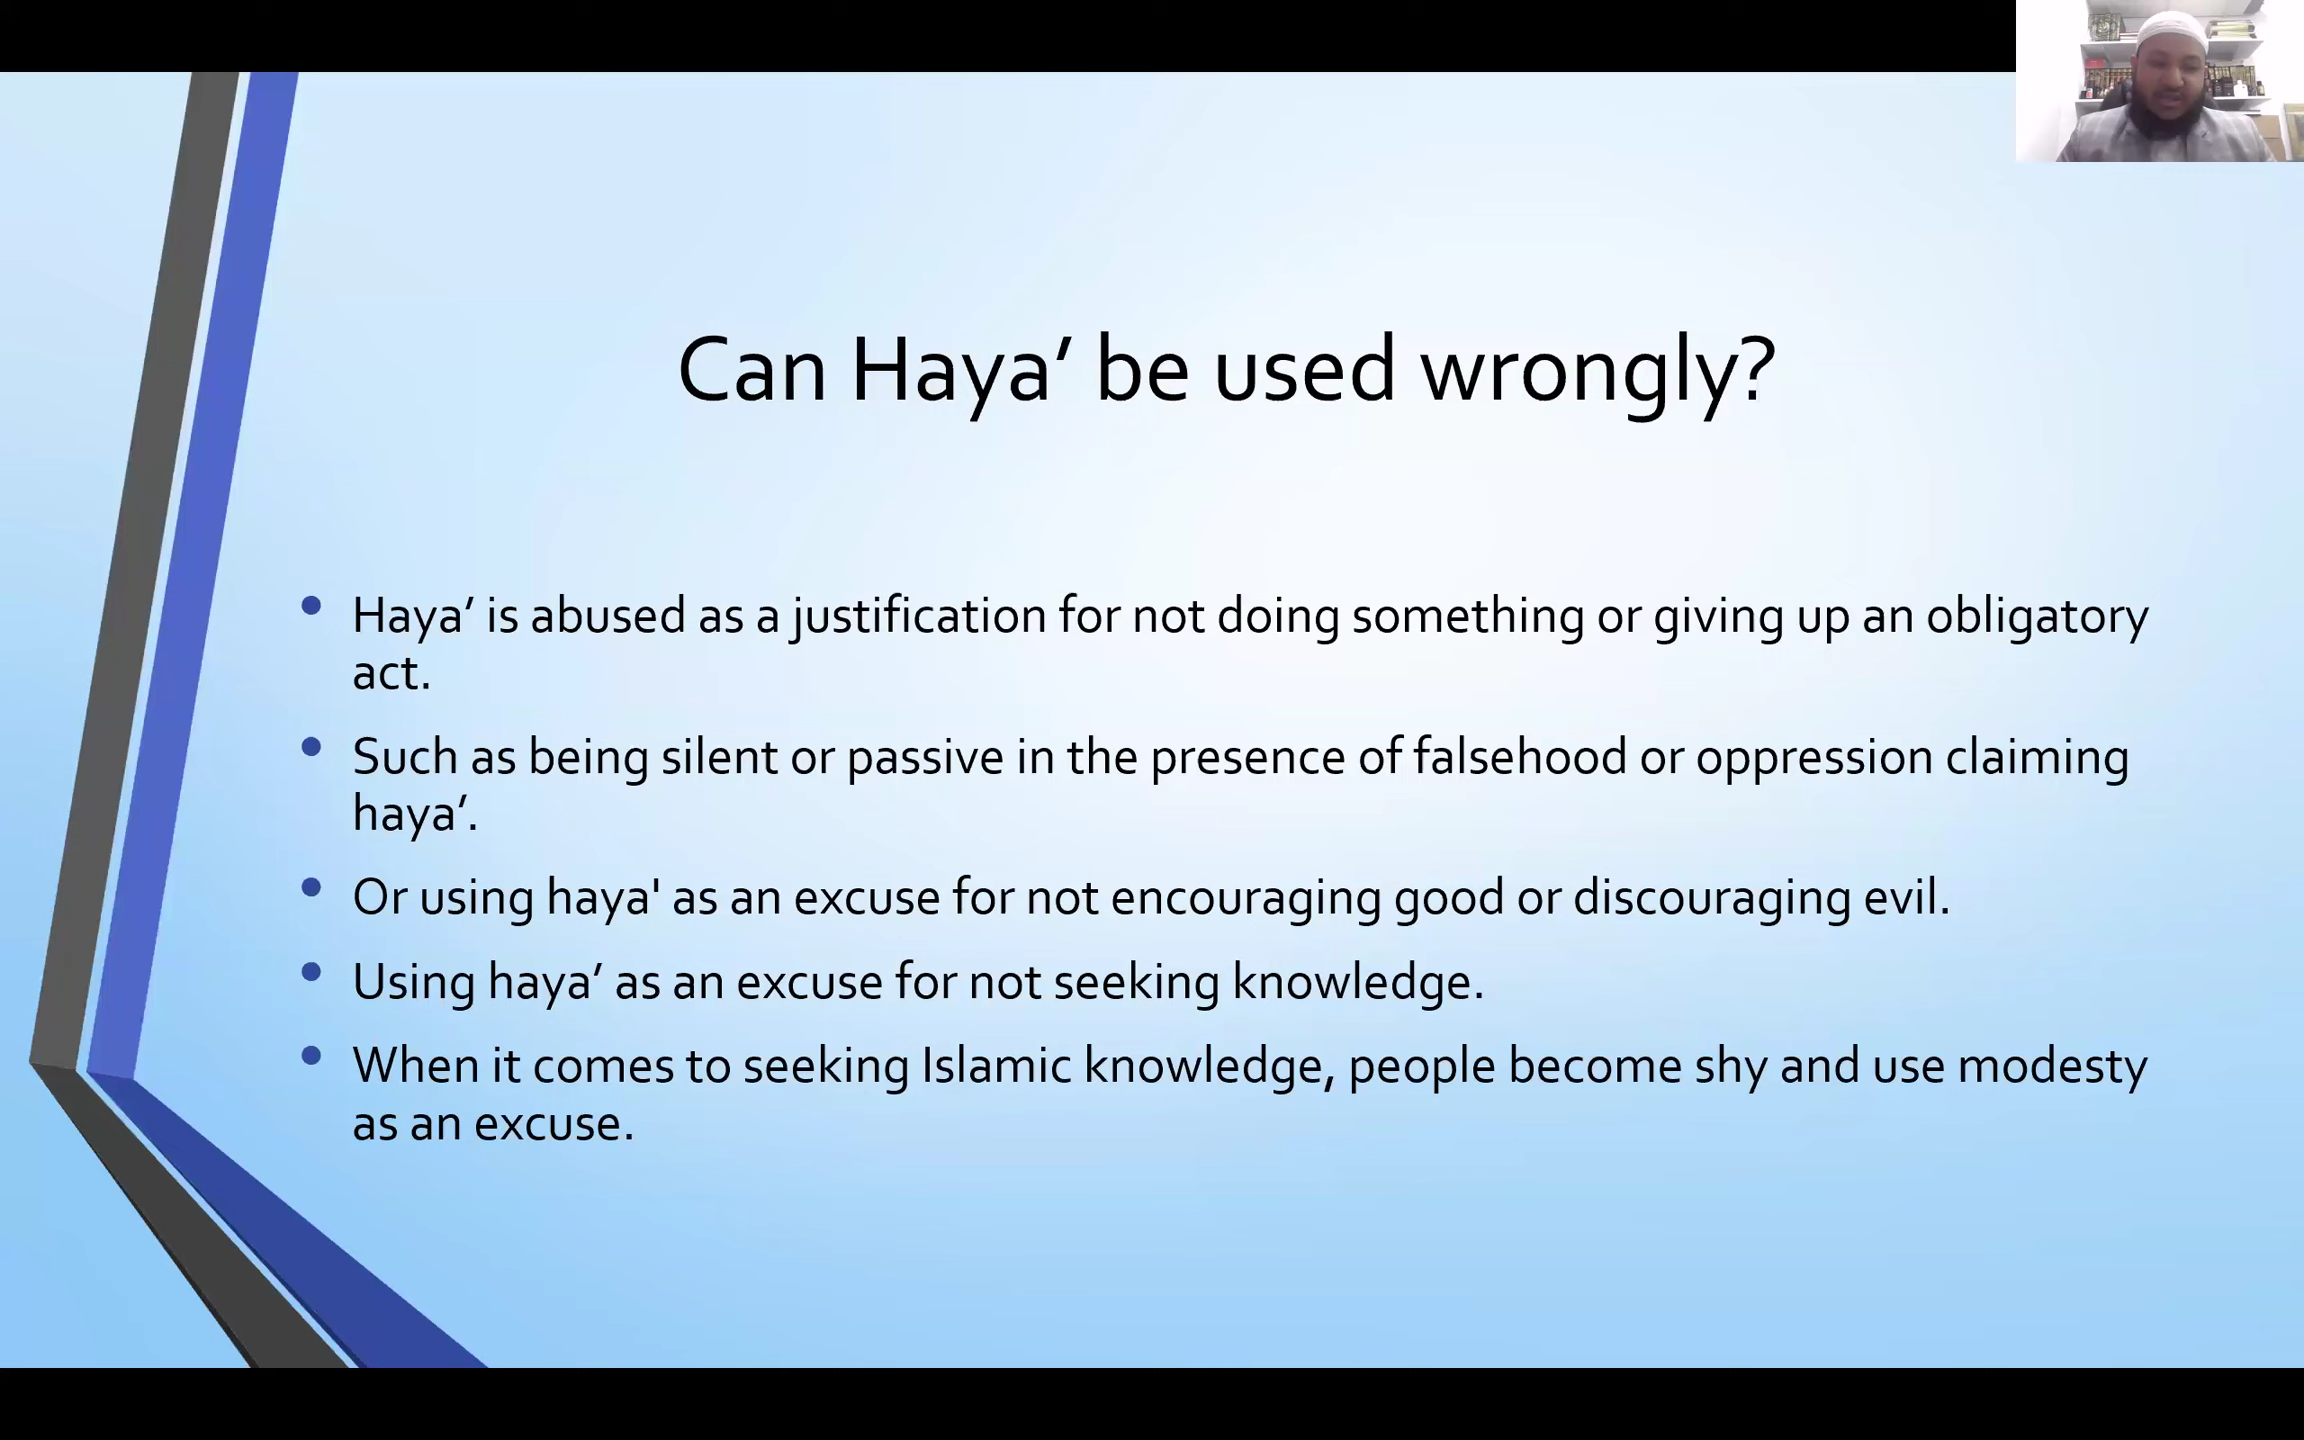 Can Haya’ be used wrongly?
• Haya’ is abused as a justification for not doing something or giving up an obligatory
act.
• Such as being silent or passive in the presence of falsehood or oppression claiming
haya’.
• Or using haya' as an excuse for not encouraging good or discouraging evil.
• Using haya’ as an excuse for not seeking knowledge.
• When it comes to seeking Islamic knowledge, people become shy and use modesty
as an excuse.